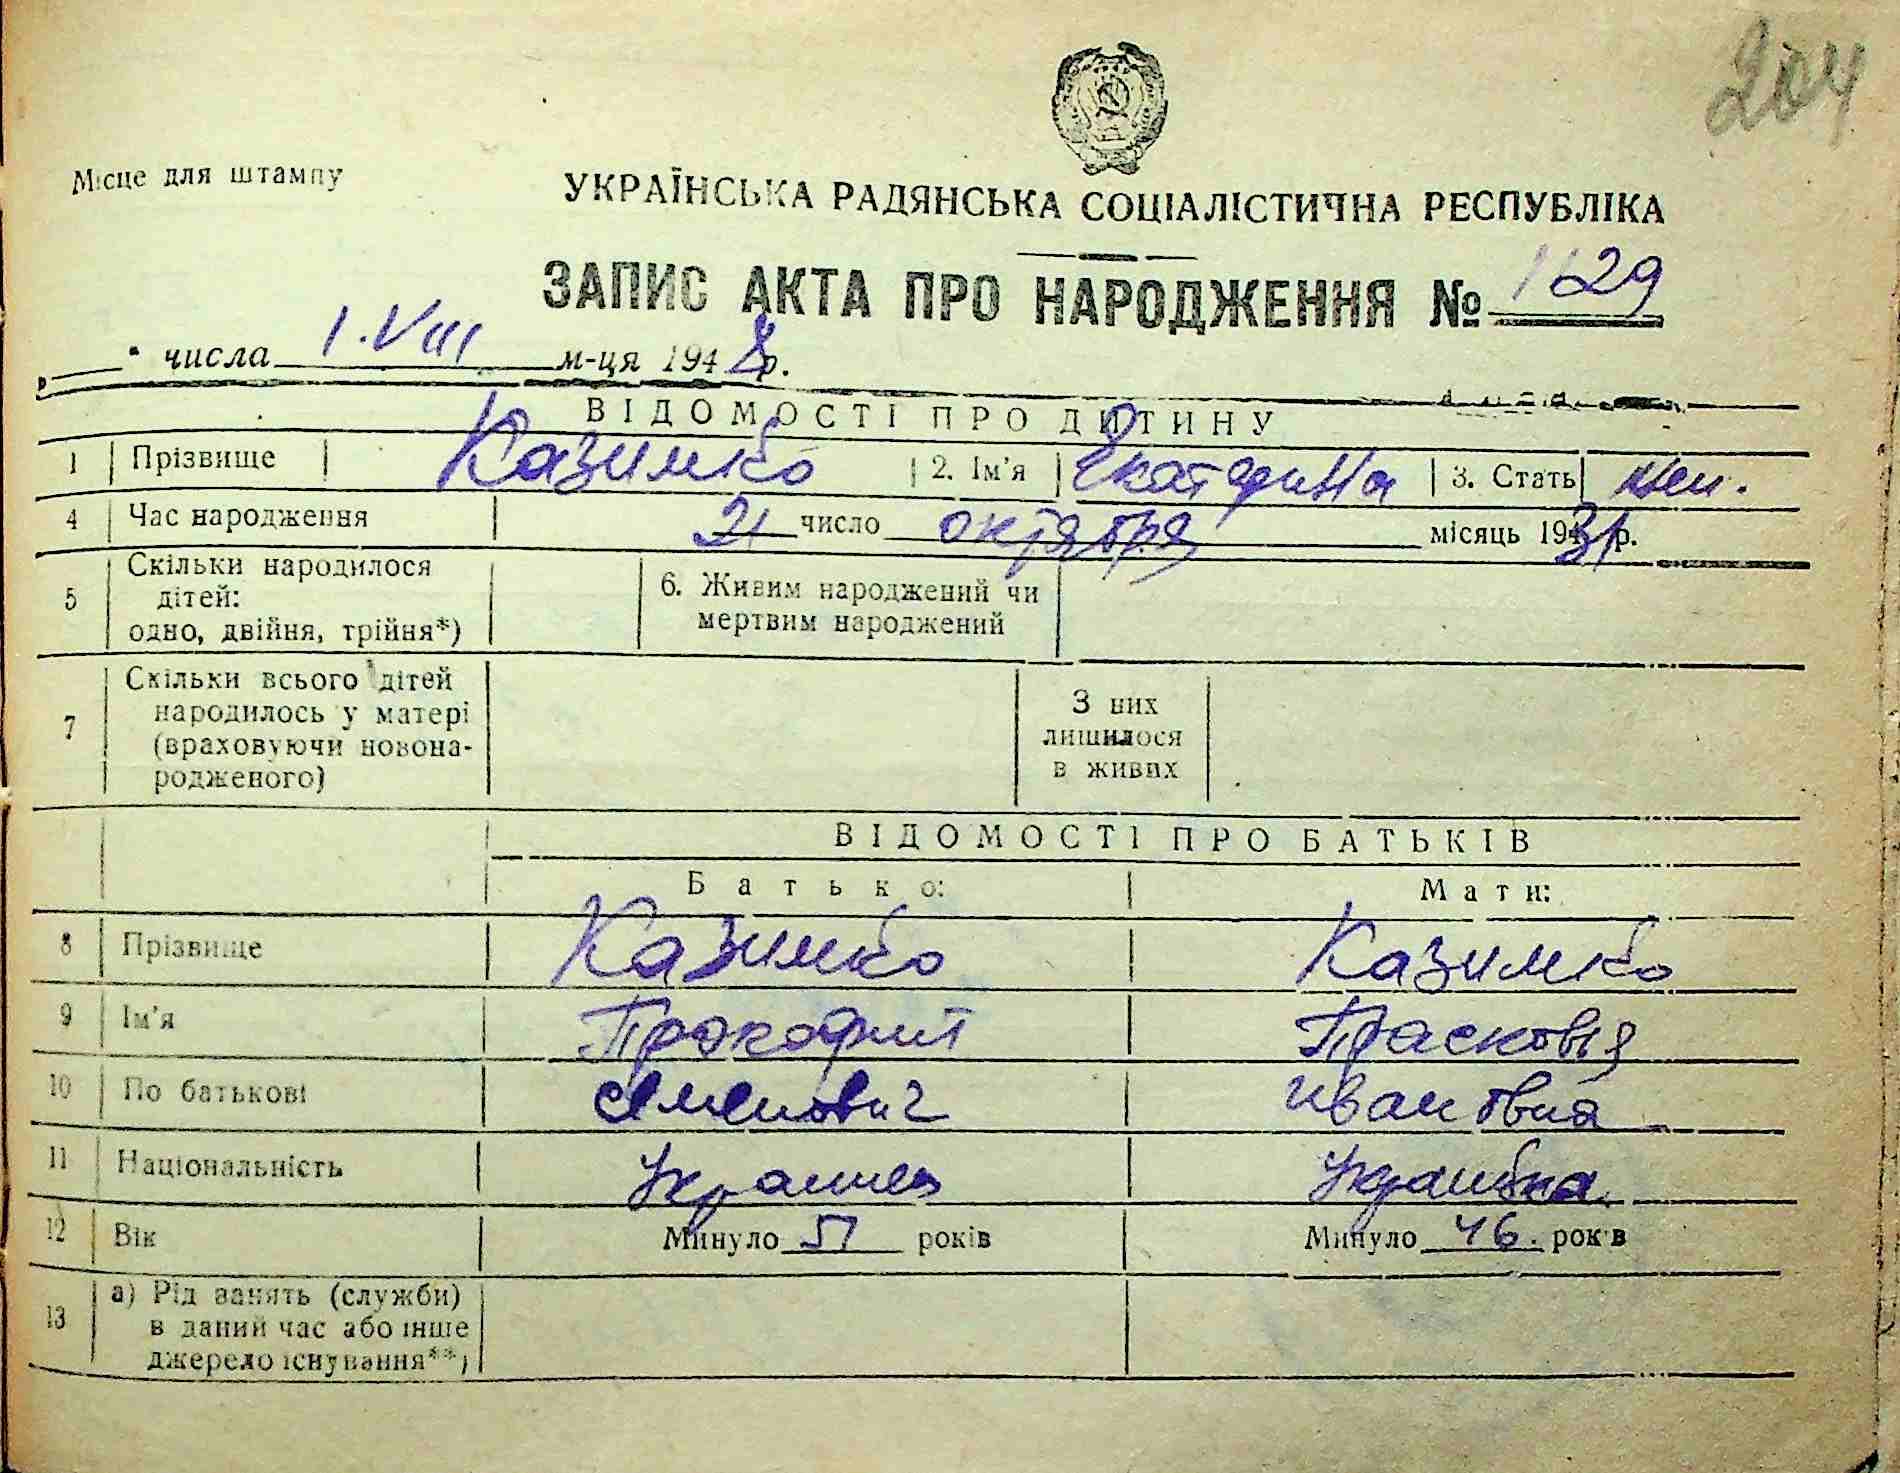 204
Місце для штампу
УКРАЇНСЬКА РАДЯНСЬКА СОЦІАЛІСТИЧНА РЕСПУБЛІКА
ЗАПИС АКТА ПРО НАРОДЖЕННЯ № 1129
" числа 1.VIII м-ця 1948 р.
ВІДОМОСТІ ПРО ДИТИНУ
1 Прізвище Казимко 2. Ім'я Екатерина 3. Стать жен.
4 Час народження 21 число октября місяць 1931 р.
5 Скільки народилося дітей: одно, двійня, трійня*) 6. Живим народжений чи мертвим народжений
7 Скільки всього дітей народилось у матері (враховуючи новонародженого) З них лишилося в живих
ВІДОМОСТІ ПРО БАТЬКІВ
Батько: Мати:
8 Прізвище Казимко Казимко
9 Ім'я Прокофий Прасковья
10 По батькові Семенович Ивановна
11 Національність Украинец Украинка
12 Вік Минуло 51 років Минуло 46. років
13 а) Рід занять (служби) в даний час або інше джерело існування**)